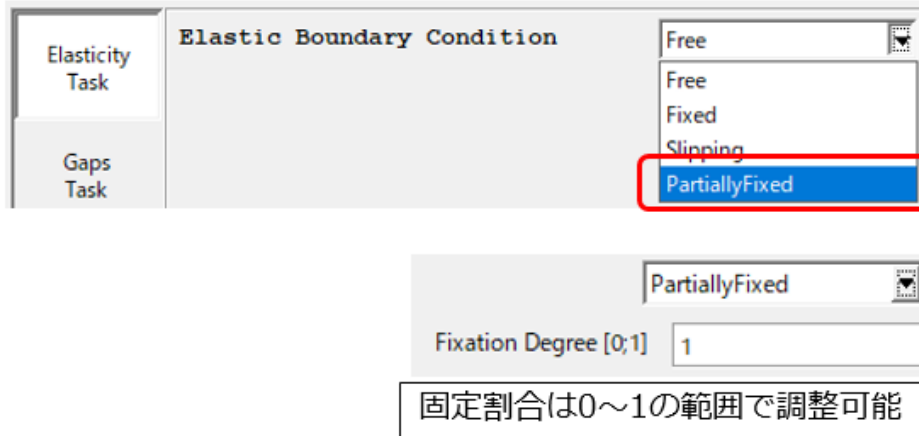 Elasticity
Task
Elastic Boundary Condition
Free
Free
Fixed
Slipping
PartiallyFixed
Gaps
Task
PartiallyFixed
Fixation Degree [0;1]
1
固定割合は0～1の範囲で調整可能